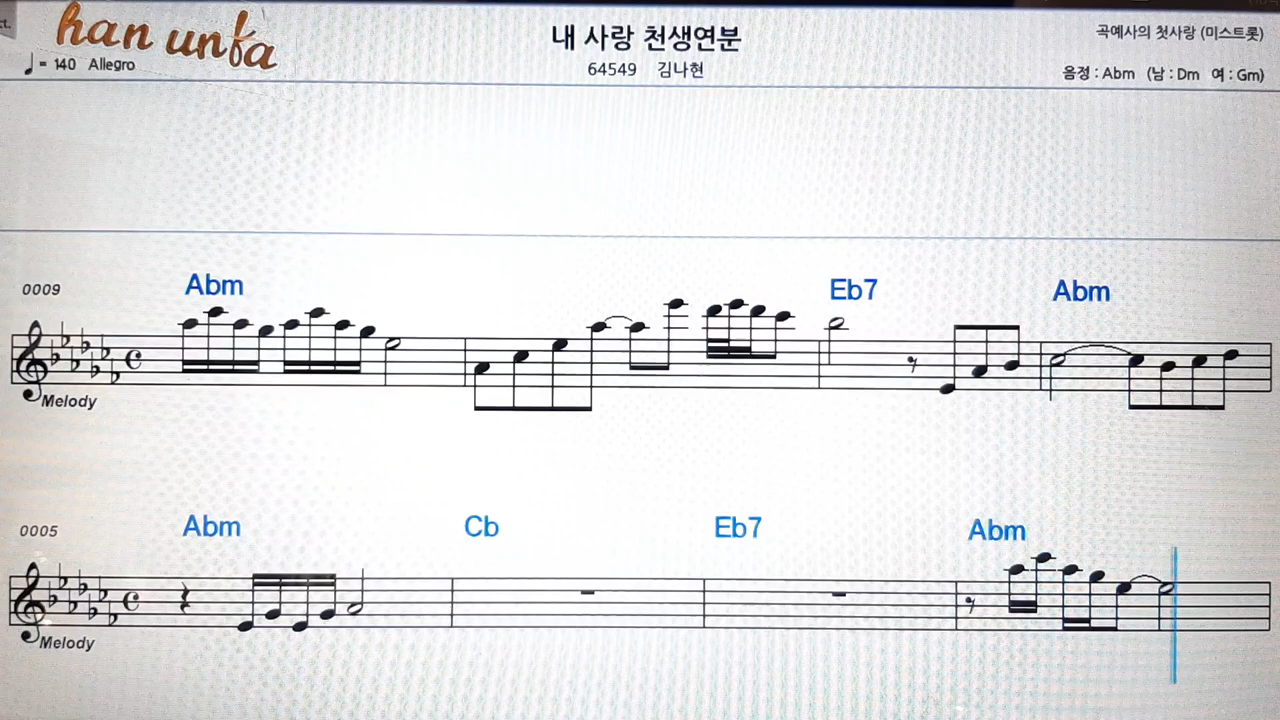 ct.
han unfa
내 사랑 천생연분
곡예사의 첫사랑 (미스트롯)
= 140 Allegro
64549 김나현
음정 : Abm (남 : Dm 여 : Gm)
0009
Abm
Eb7
Abm
Melody
0005
Abm
Cb
Eb7
Abm
Melody